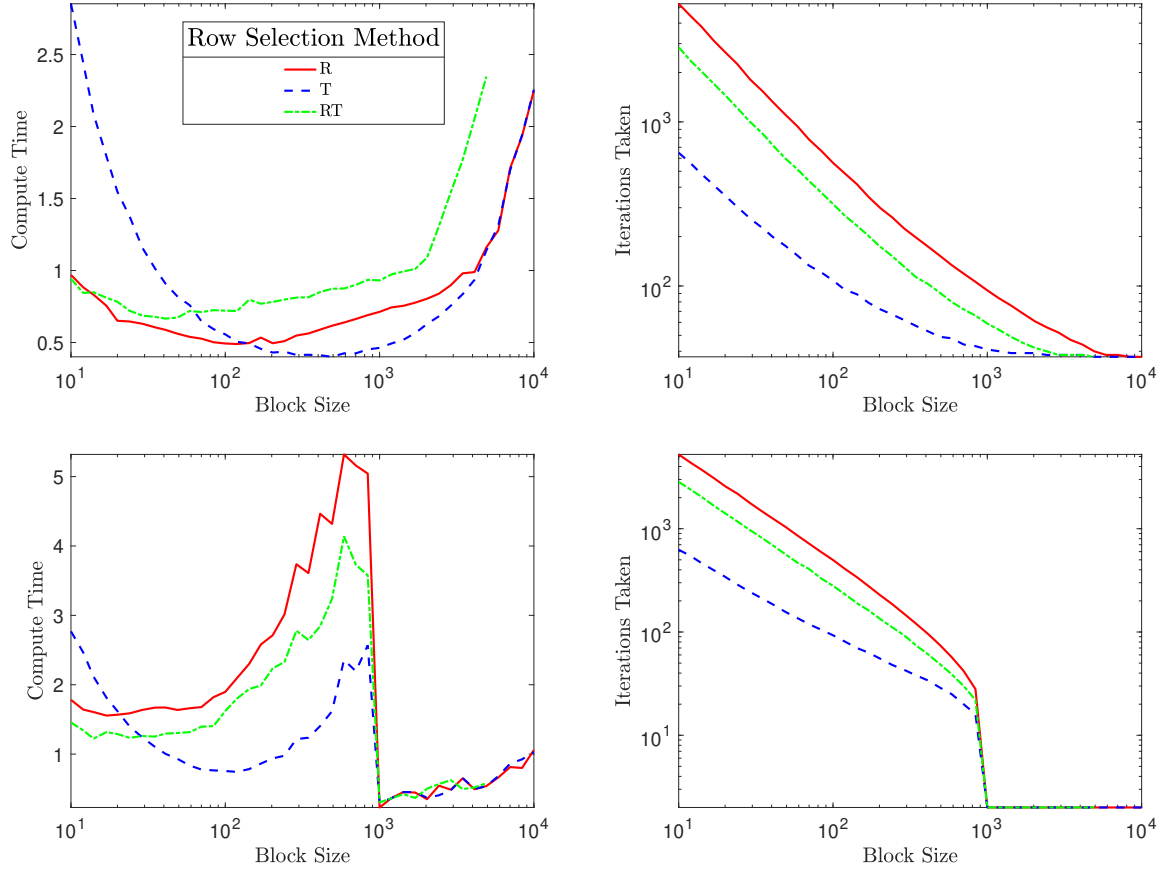 Row Selection Method
R
T
RT
Compute Time
2.5
2
1.5
1
0.5
10^1
10^2
10^3
10^4
Block Size
Iterations Taken
10^3
10^2
10^1
10^2
10^3
10^4
Block Size
Compute Time
5
4
3
2
1
10^1
10^2
10^3
10^4
Block Size
Iterations Taken
10^3
10^2
10^1
10^1
10^2
10^3
10^4
Block Size